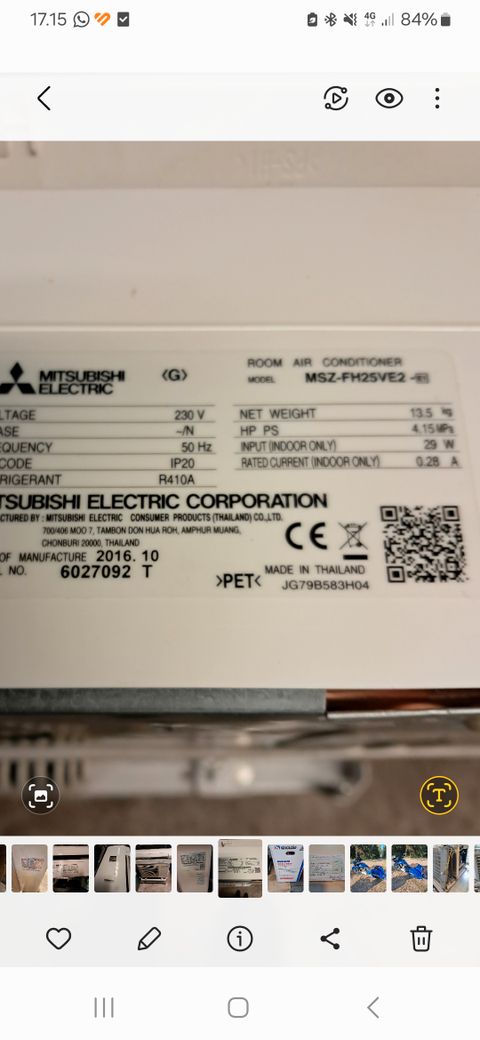 17.15
4G
84%
MITSUBISHI ELECTRIC
(G)
ROOM AIR CONDITIONER
MODEL MSZ-FH25VE2 -E1
LTAGE 230 V
ASE ~/N
EQUENCY 50 Hz
CODE IP20
RIGERANT R410A
NET WEIGHT 13.5 kg
HP PS 4.15 MPa
INPUT (INDOOR ONLY) 29 W
RATED CURRENT (INDOOR ONLY) 0.28 A
TSUBISHI ELECTRIC CORPORATION
ACTURED BY : MITSUBISHI ELECTRIC CONSUMER PRODUCTS (THAILAND) CO., LTD.
700/406 MOO 7, TAMBON DON HUA ROH, AMPHUR MUANG,
CHONBURI 20000, THAILAND
OF MANUFACTURE 2016. 10
L NO. 6027092 T
CE
>PET<
MADE IN THAILAND
JG79B583H04
T